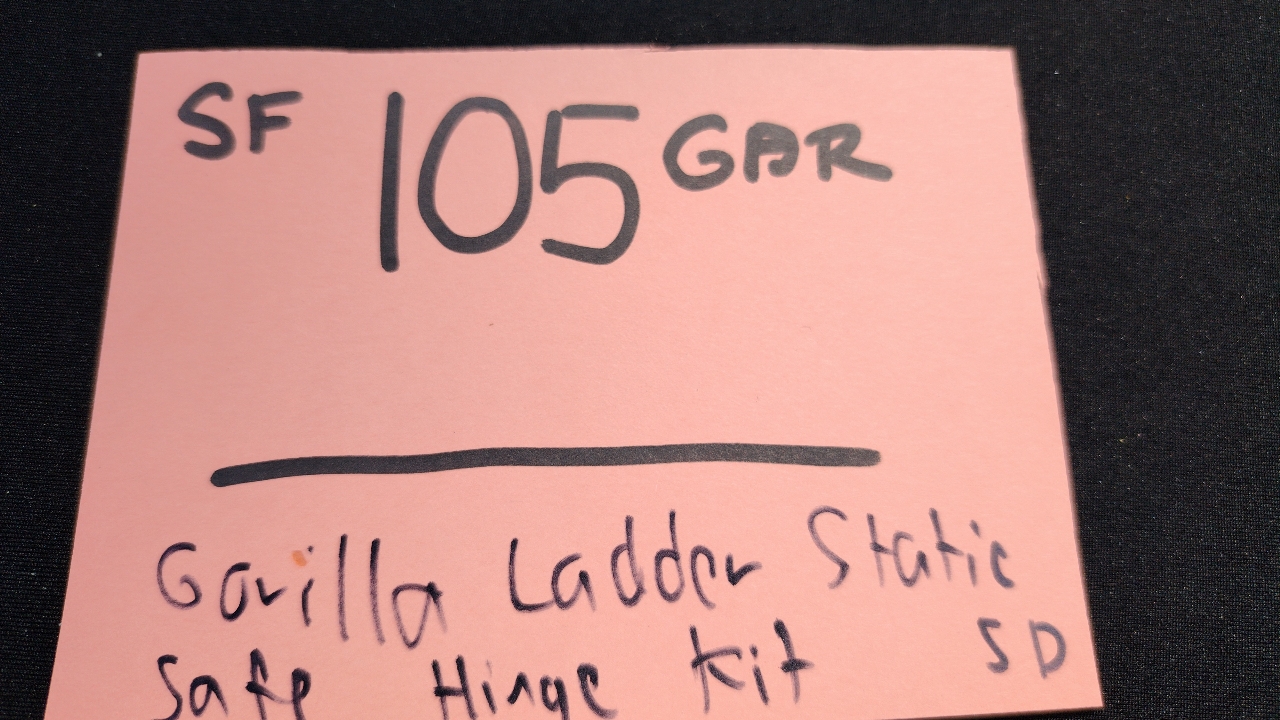 SF 105 GAR
Gorilla Ladder Static
Safe Hinge Kit SD